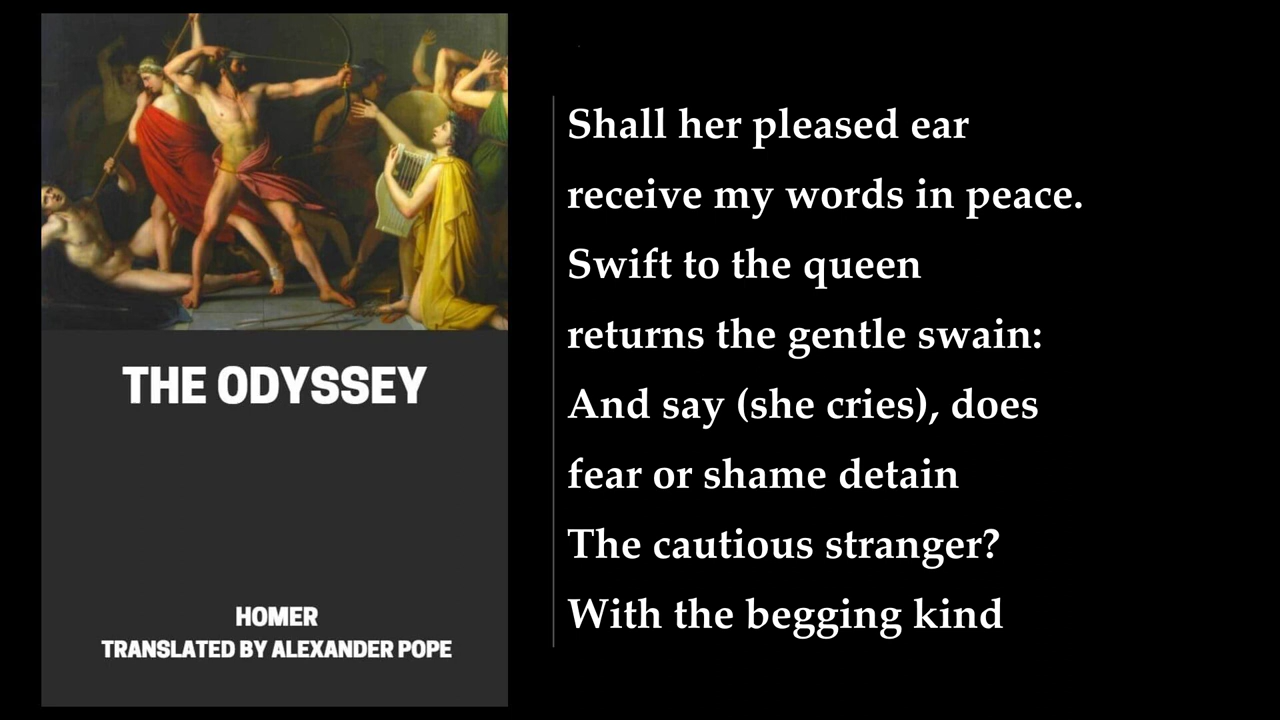 THE ODYSSEY
HOMER
TRANSLATED BY ALEXANDER POPE
Shall her pleased ear
receive my words in peace.
Swift to the queen
returns the gentle swain:
And say (she cries), does
fear or shame detain
The cautious stranger?
With the begging kind